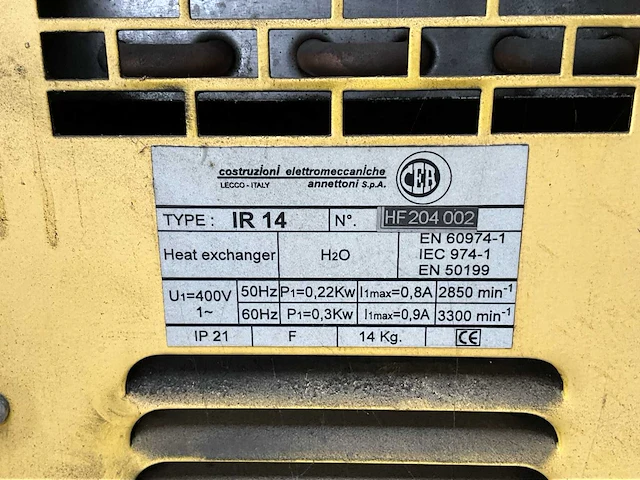 costruzioni elettromeccaniche
LECCO - ITALY annettoni S.p.A. CEA
TYPE : IR 14 N°. HF 204 002
Heat exchanger H2O EN 60974-1
IEC 974-1
EN 50199
U1=400V 1~ 50Hz P1=0,22Kw I1max=0,8A 2850 min-1
60Hz P1=0,3Kw I1max=0,9A 3300 min-1
IP 21 F 14 Kg. CE